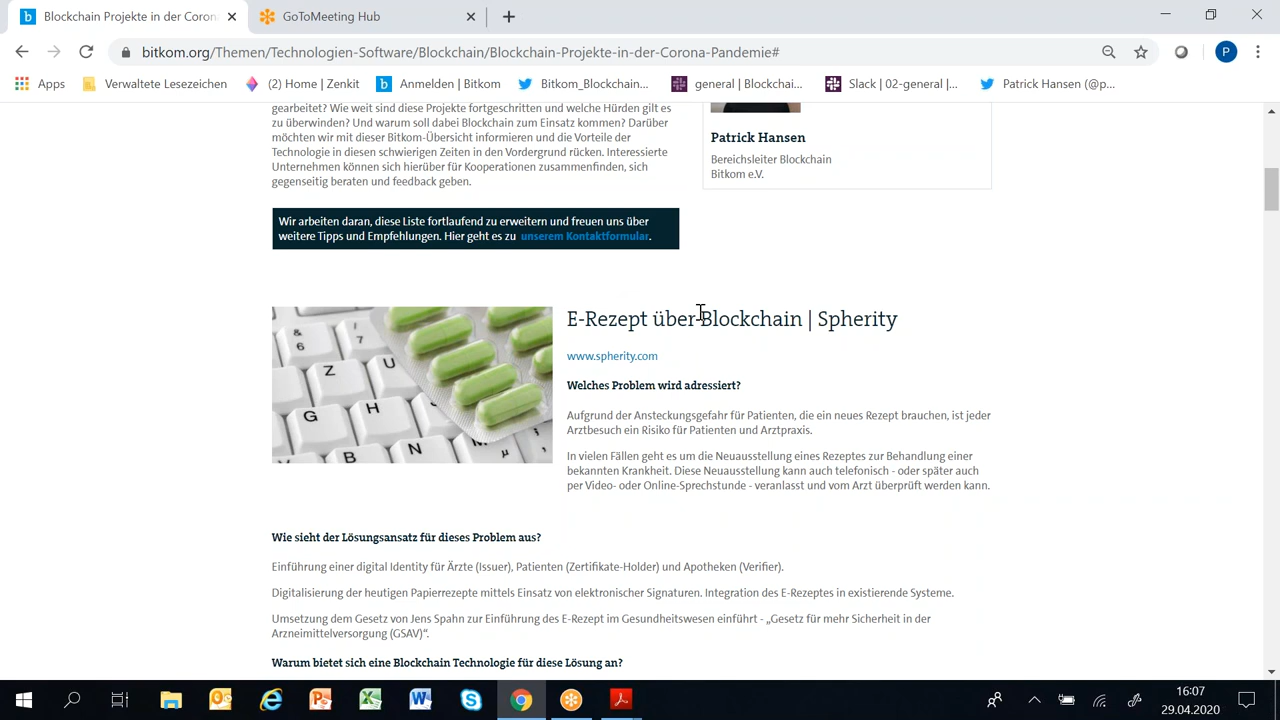 Blockchain Projekte in der Coron
GoToMeeting Hub
bitkom.org/Themen/Technologien-Software/Blockchain/Blockchain-Projekte-in-der-Corona-Pandemie#
P
Apps
Verwaltete Lesezeichen
(2) Home | Zenkit
Anmelden | Bitkom
Bitkom_Blockchain...
general | Blockchai...
Slack | 02-general |...
Patrick Hansen (@p...
gearbeitet? Wie weit sind diese Projekte fortgeschritten und welche Hürden gilt es
zu überwinden? Und warum soll dabei Blockchain zum Einsatz kommen? Darüber
möchten wir mit dieser Bitkom-Übersicht informieren und die Vorteile der
Technologie in diesen schwierigen Zeiten in den Vordergrund rücken. Interessierte
Unternehmen können sich hierüber für Kooperationen zusammenfinden, sich
gegenseitig beraten und feedback geben.
Patrick Hansen
Bereichsleiter Blockchain
Bitkom e.V.
Wir arbeiten daran, diese Liste fortlaufend zu erweitern und freuen uns über
weitere Tipps und Empfehlungen. Hier geht es zu unserem Kontaktformular.
E-Rezept über Blockchain | Spherity
www.spherity.com
Welches Problem wird adressiert?
Aufgrund der Ansteckungsgefahr für Patienten, die ein neues Rezept brauchen, ist jeder
Arztbesuch ein Risiko für Patienten und Arztpraxis.
In vielen Fällen geht es um die Neuausstellung eines Rezeptes zur Behandlung einer
bekannten Krankheit. Diese Neuausstellung kann auch telefonisch - oder später auch
per Video- oder Online-Sprechstunde - veranlasst und vom Arzt überprüft werden kann.
& 6
/ 7
Z
U
G
H
B
N
M
µ
Wie sieht der Lösungsansatz für dieses Problem aus?
Einführung einer digital Identity für Ärzte (Issuer), Patienten (Zertifikate-Holder) und Apotheken (Verifier).
Digitalisierung der heutigen Papierrezepte mittels Einsatz von elektronischer Signaturen. Integration des E-Rezeptes in existierende Systeme.
Umsetzung dem Gesetz von Jens Spahn zur Einführung des E-Rezept im Gesundheitswesen einführt - „Gesetz für mehr Sicherheit in der
Arzneimittelversorgung (GSAV)“.
Warum bietet sich eine Blockchain Technologie für diese Lösung an?
16:07
29.04.2020